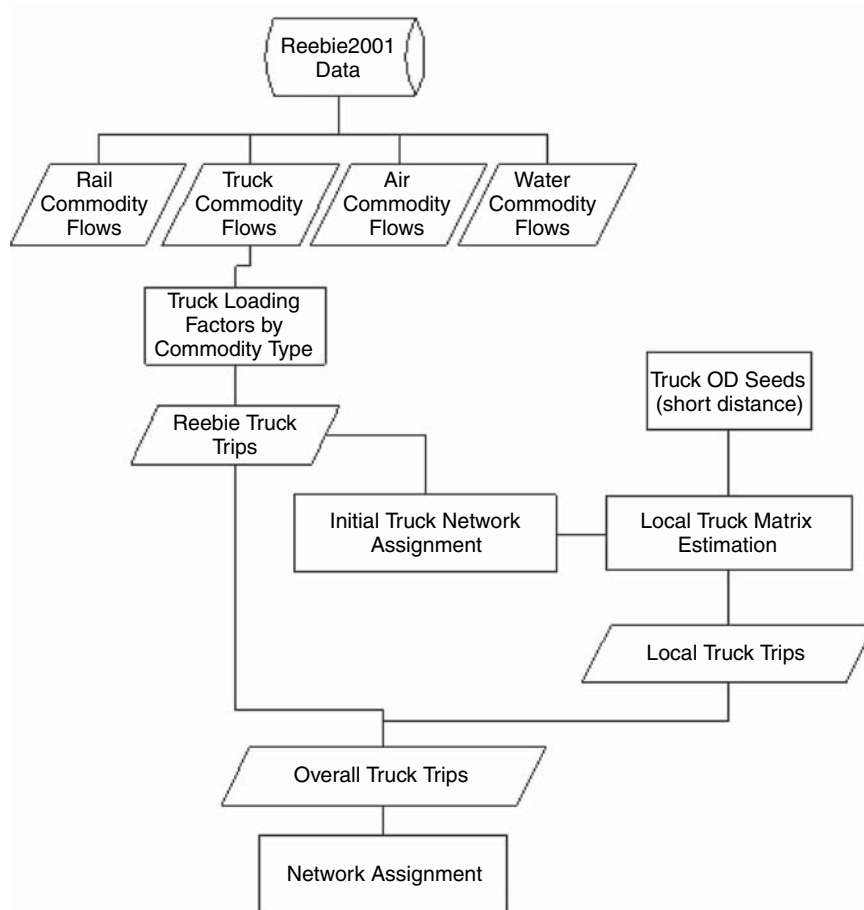 Reebie2001
Data
Rail
Commodity
Flows
Truck
Commodity
Flows
Air
Commodity
Flows
Water
Commodity
Flows
Truck Loading
Factors by
Commodity Type
Truck OD Seeds
(short distance)
Reebie Truck
Trips
Initial Truck Network
Assignment
Local Truck Matrix
Estimation
Local Truck Trips
Overall Truck Trips
Network Assignment